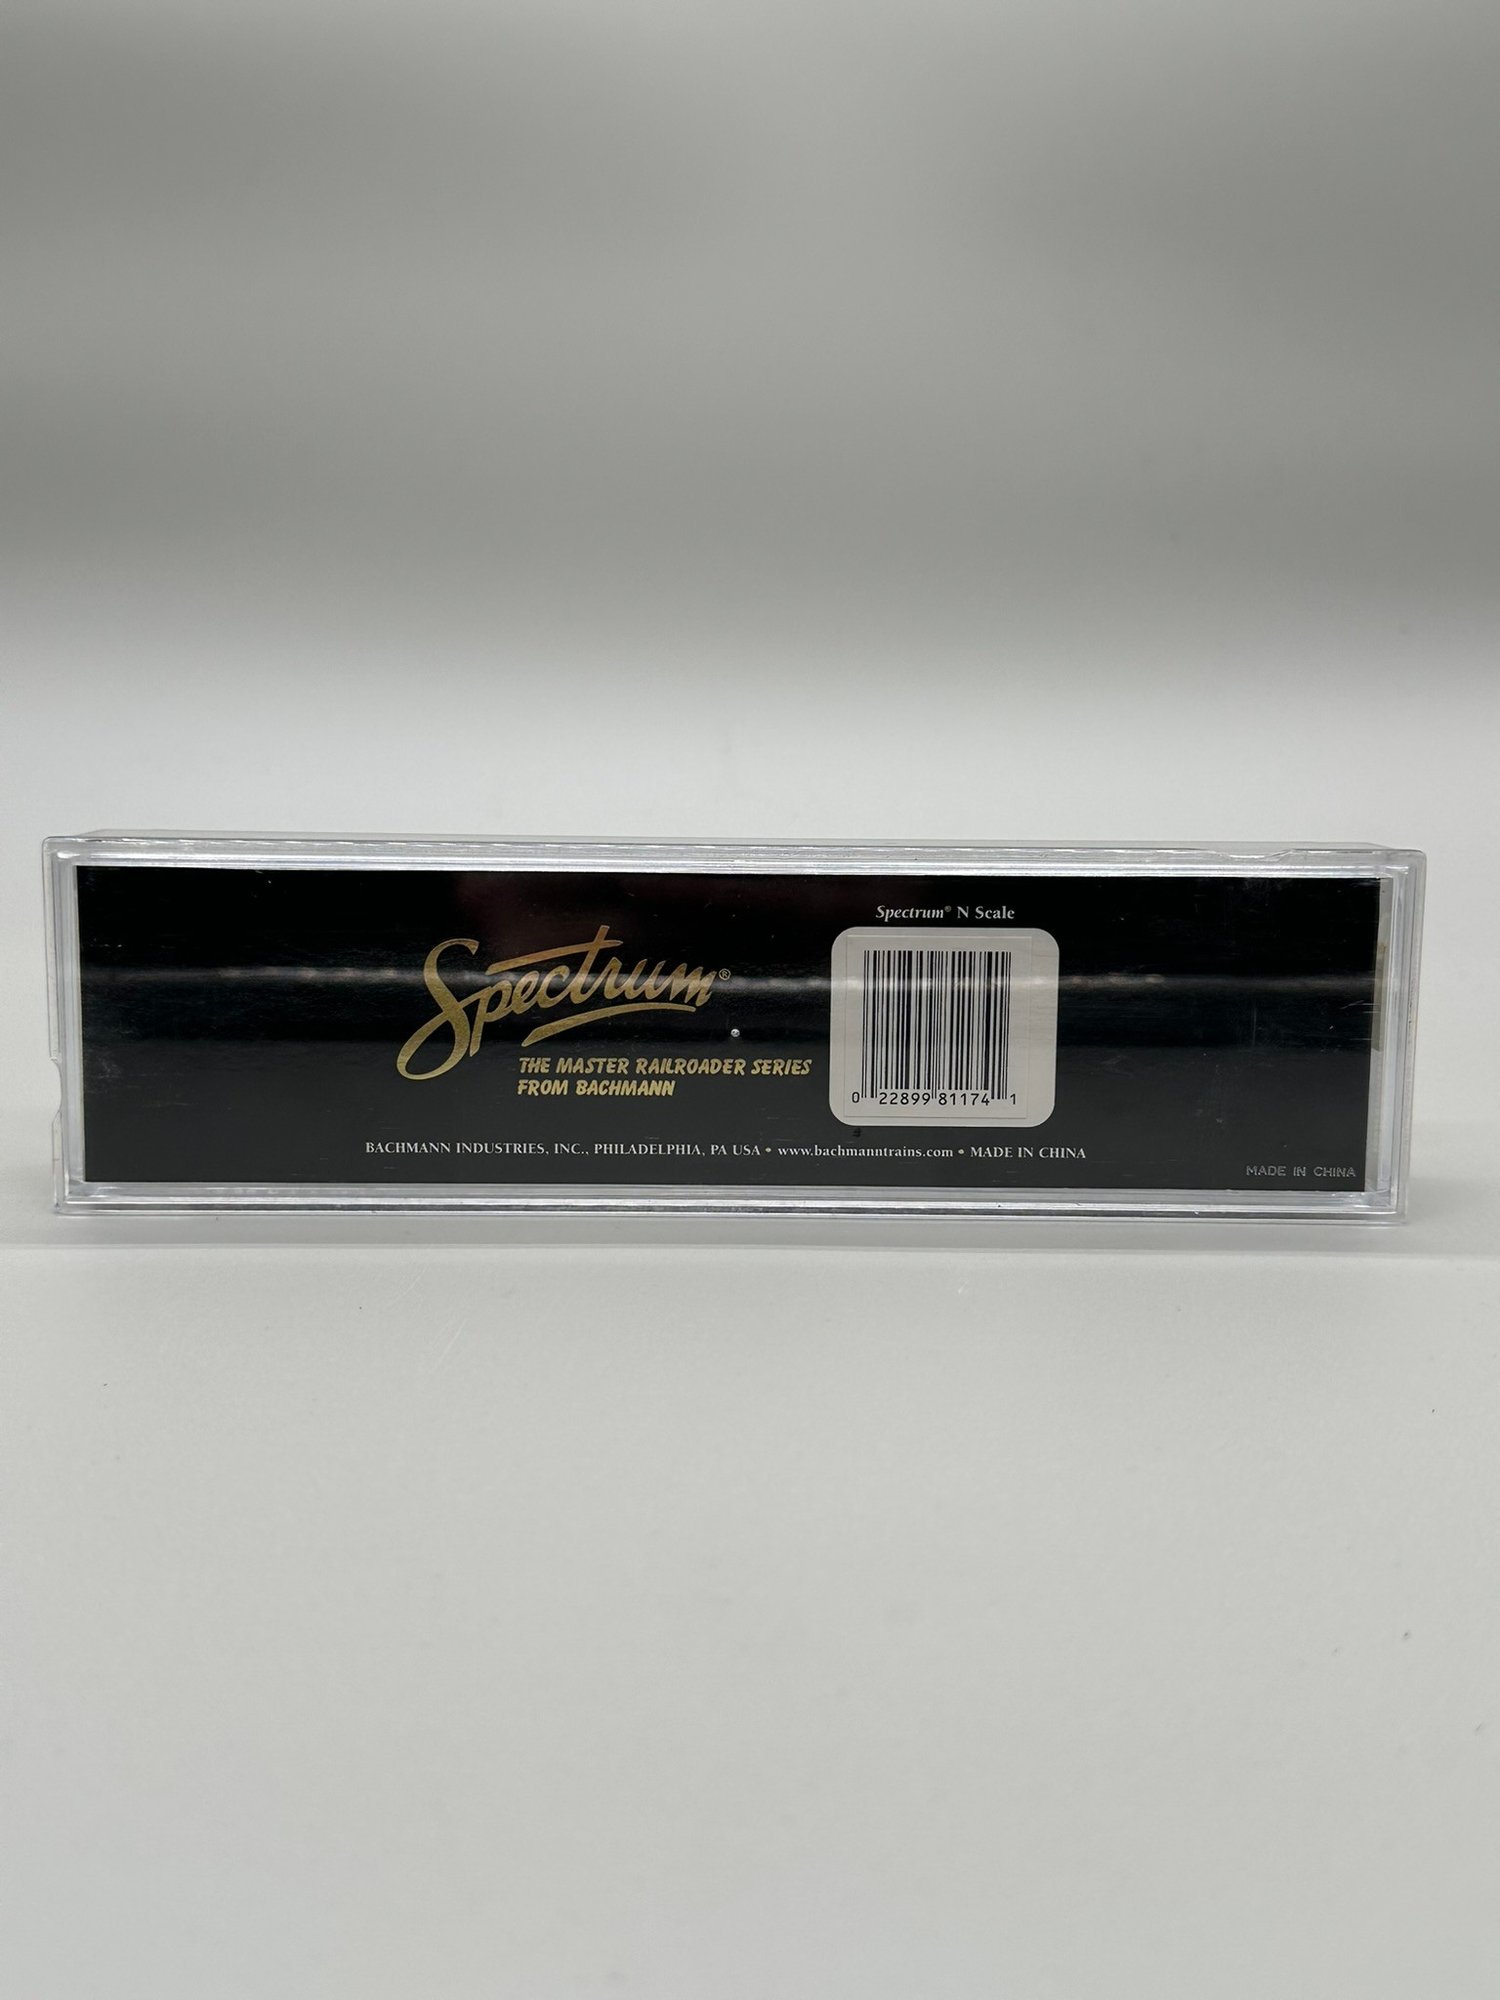 Spectrum® N Scale
Spectrum®
THE MASTER RAILROADER SERIES
FROM BACHMANN
0 22899 81174 1
#
BACHMANN INDUSTRIES, INC., PHILADELPHIA, PA USA • www.bachmanntrains.com • MADE IN CHINA
MADE IN CHINA